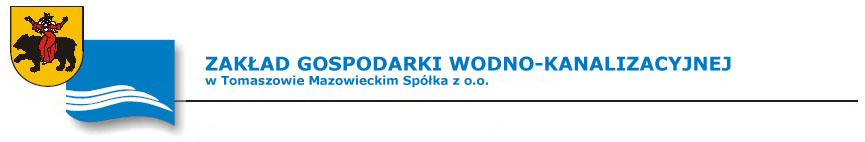 ZAKŁAD GOSPODARKI WODNO-KANALIZACYJNEJ
w Tomaszowie Mazowieckim Spółka z o.o.